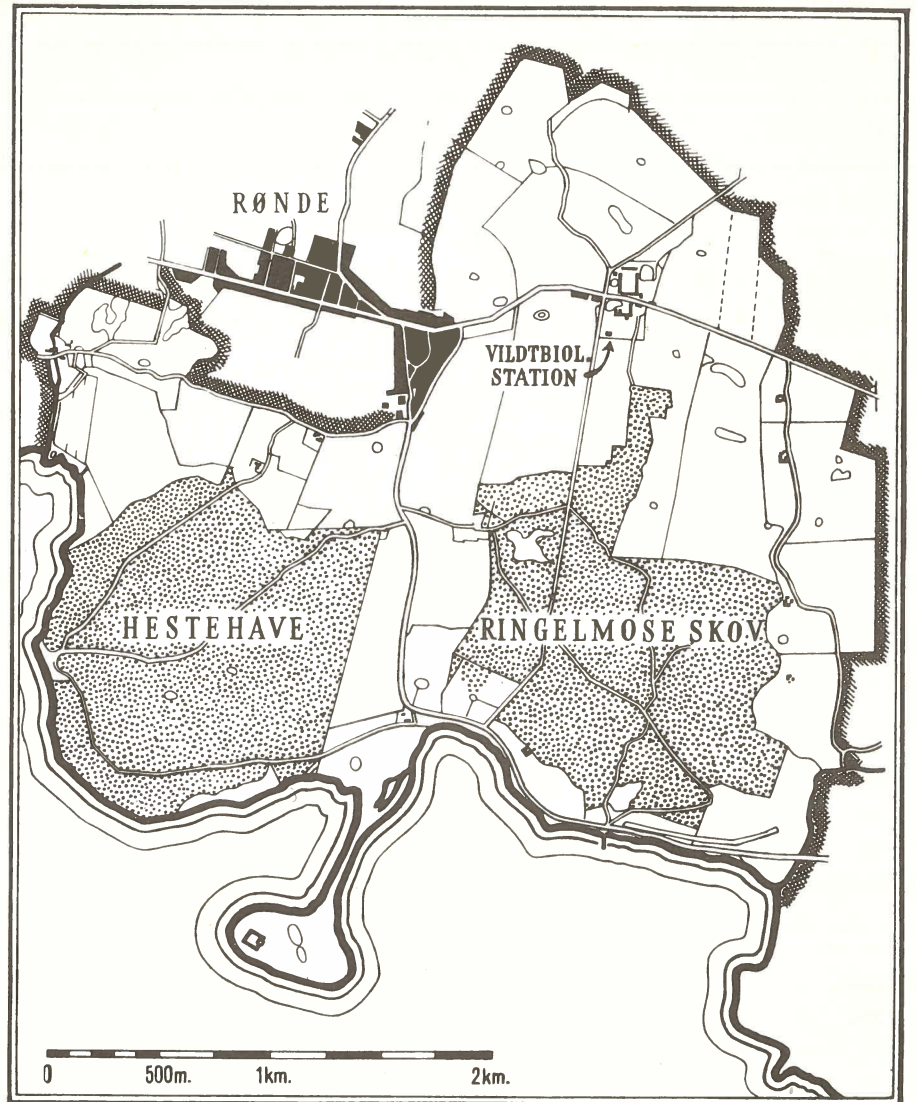 RØNDE
VILDTBIOL.
STATION
HESTEHAVE
RINGELMOSE SKOV
0 500m. 1km. 2km.